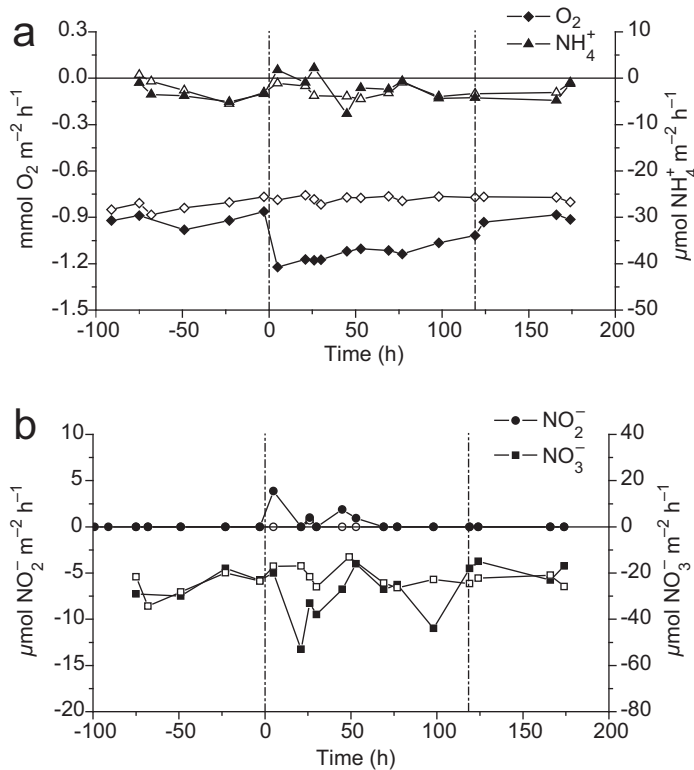 a
O₂
NH₄⁺
0.3
0.0
-0.3
-0.6
-0.9
-1.2
-1.5
10
0
-10
-20
-30
-40
-50
mmol O₂ m⁻² h⁻¹
µmol NH₄⁺ m⁻² h⁻¹
-100 -50 0 50 100 150 200
Time (h)
b
NO₂⁻
NO₃⁻
10
5
0
-5
-10
-15
-20
40
20
0
-20
-40
-60
-80
µmol NO₂⁻ m⁻² h⁻¹
µmol NO₃⁻ m⁻² h⁻¹
-100 -50 0 50 100 150 200
Time (h)